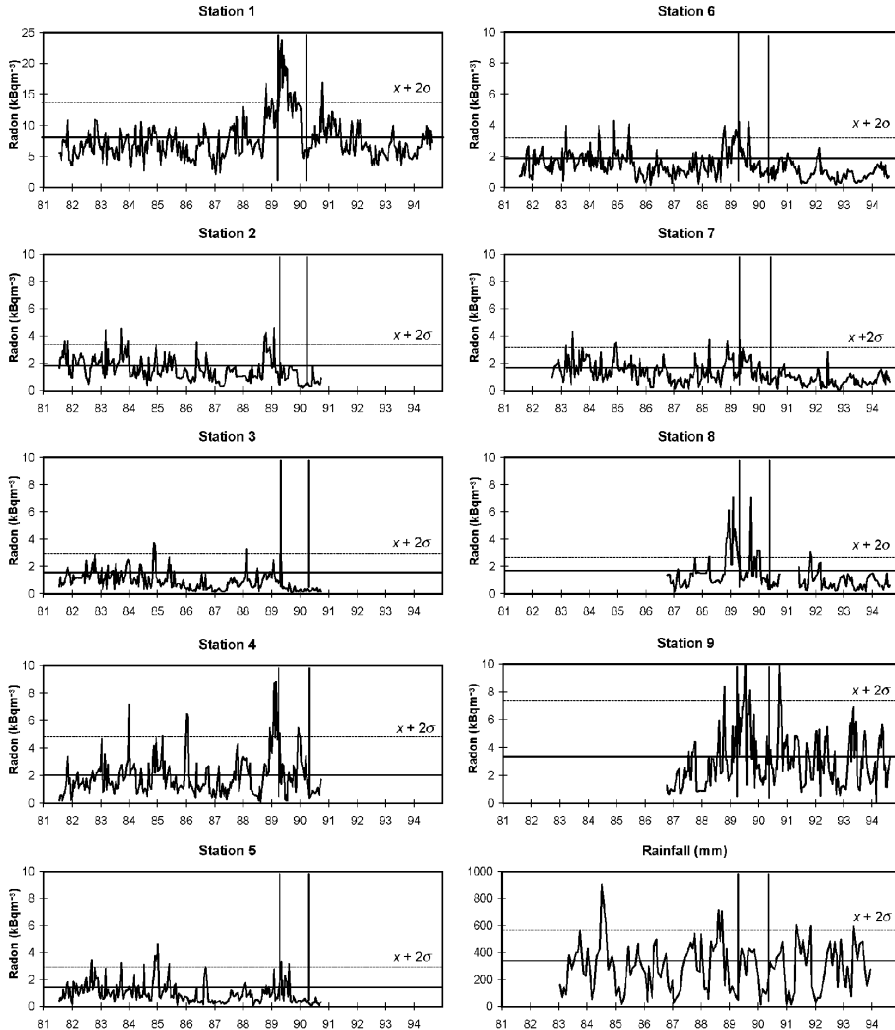 Station 1
Radon (kBqm⁻³)
25
20
15
10
5
0
x + 2σ
81 82 83 84 85 86 87 88 89 90 91 92 93 94
Station 2
Radon (kBqm⁻³)
10
8
6
4
2
0
x + 2σ
81 82 83 84 85 86 87 88 89 90 91 92 93 94
Station 3
Radon (kBqm⁻³)
10
8
6
4
2
0
x + 2σ
81 82 83 84 85 86 87 88 89 90 91 92 93 94
Station 4
Radon (kBqm⁻³)
10
8
6
4
2
0
x + 2σ
81 82 83 84 85 86 87 88 89 90 91 92 93 94
Station 5
Radon (kBqm⁻³)
10
8
6
4
2
0
x + 2σ
81 82 83 84 85 86 87 88 89 90 91 92 93 94
Station 6
Radon (kBqm⁻³)
10
8
6
4
2
0
x + 2σ
81 82 83 84 85 86 87 88 89 90 91 92 93 94
Station 7
Radon (kBqm⁻³)
10
8
6
4
2
0
x +2σ
81 82 83 84 85 86 87 88 89 90 91 92 93 94
Station 8
Radon (kBqm⁻³)
10
8
6
4
2
0
x + 2σ
81 82 83 84 85 86 87 88 89 90 91 92 93 94
Station 9
Radon (kBqm⁻³)
10
8
6
4
2
0
x + 2σ
81 82 83 84 85 86 87 88 89 90 91 92 93 94
Rainfall (mm)
1000
800
600
400
200
0
x + 2σ
81 82 83 84 85 86 87 88 89 90 91 92 93 94